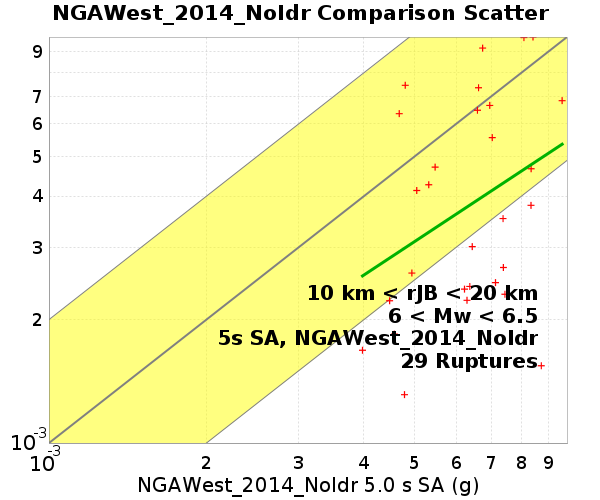 NGAWest_2014_NoIdr Comparison Scatter
9
7
6
5
4
3
2
10-3
10 km < rJB < 20 km
6 < Mw < 6.5
5s SA, NGAWest_2014_NoIdr
29 Ruptures
10-3 2 3 4 5 6 7 8 9
NGAWest_2014_NoIdr 5.0 s SA (g)